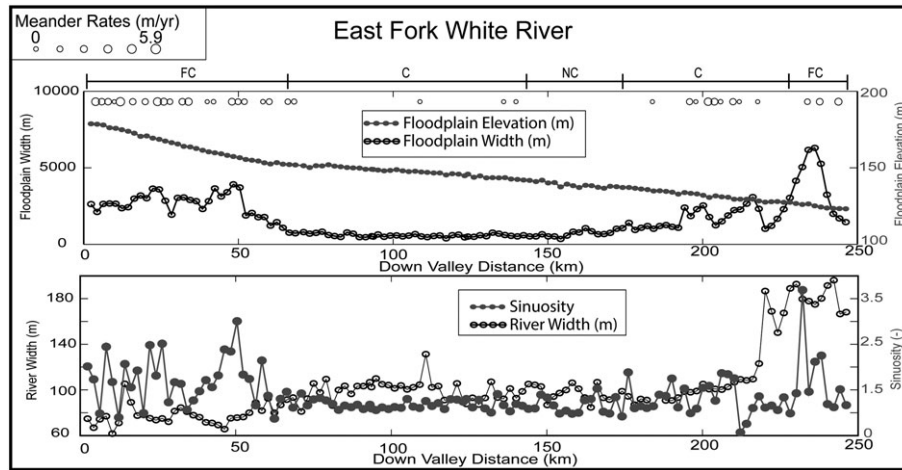 East Fork White River
Meander Rates (m/yr)
0 5.9
FC C NC C FC
10000 200
Floodplain Elevation (m)
Floodplain Width (m)
Floodplain Width (m)
Floodplain Elevation (m)
5000 150
0 100
0 50 100 150 200 250
Down Valley Distance (km)
180 3.5
Sinuosity
River Width (m)
140 2.5
River Width (m)
Sinuosity (-)
100 1.5
1
60 0
0 50 100 150 200 250
Down Valley Distance (km)